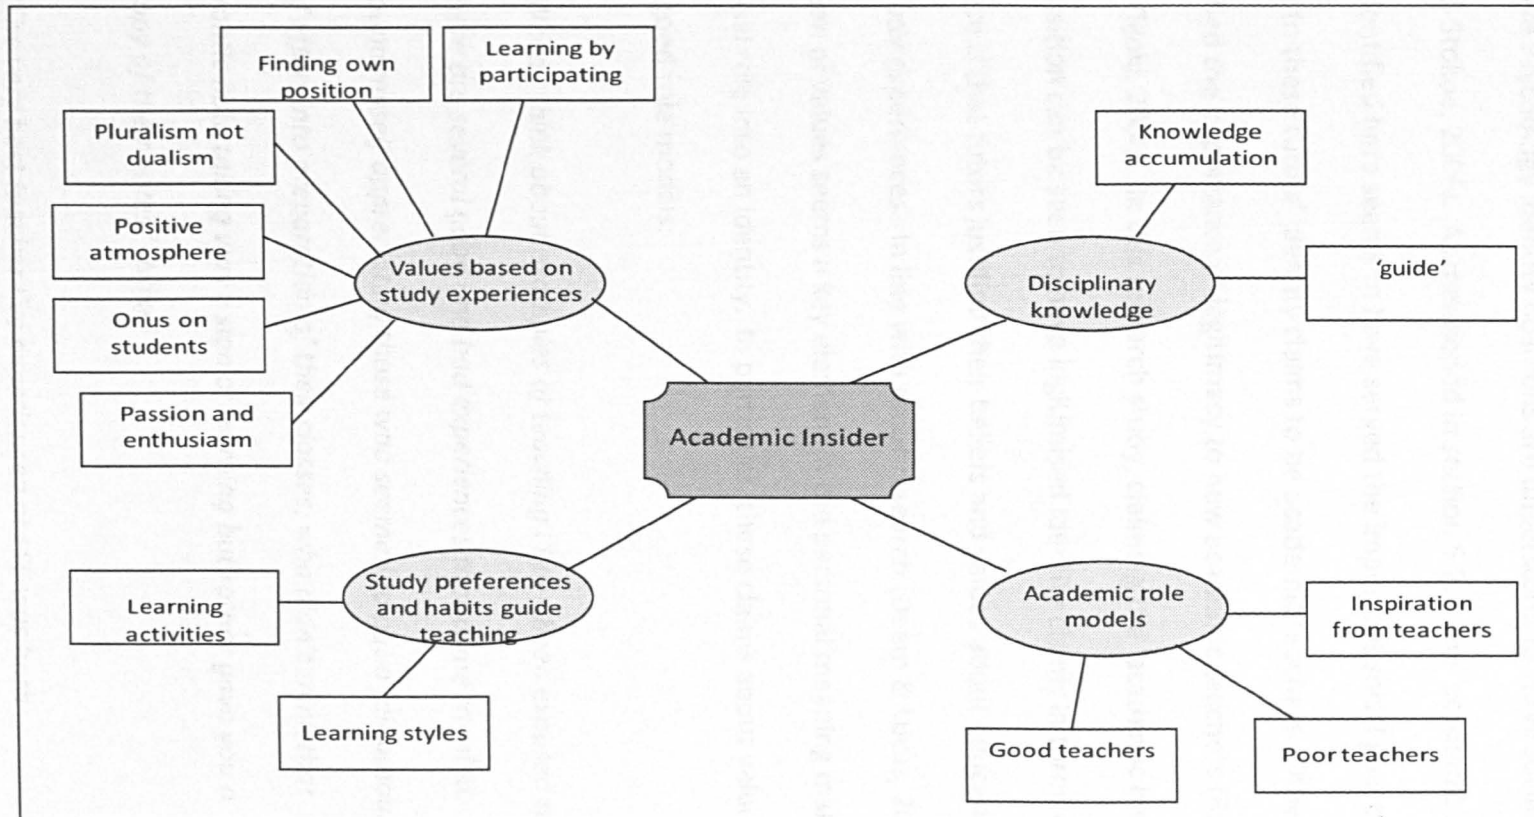 Finding own
position
Learning by
participating
Pluralism not
dualism
Positive
atmosphere
Onus on
students
Passion and
enthusiasm
Values based on
study experiences
Knowledge
accumulation
'guide'
Disciplinary
knowledge
Academic Insider
Study preferences
and habits guide
teaching
Learning
activities
Learning styles
Academic role
models
Inspiration
from teachers
Good teachers
Poor teachers